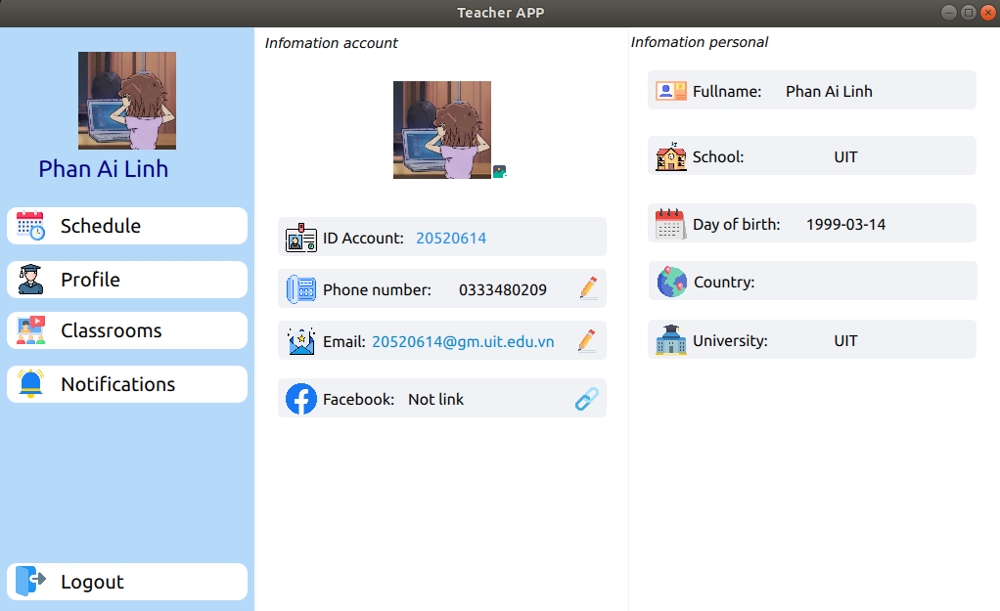 Teacher APP
Phan Ai Linh
Schedule
Profile
Classrooms
Notifications
Logout
Infomation account
ID Account: 20520614
Phone number: 0333480209
Email: 20520614@gm.uit.edu.vn
Facebook: Not link
Infomation personal
Fullname: Phan Ai Linh
School: UIT
Day of birth: 1999-03-14
Country:
University: UIT